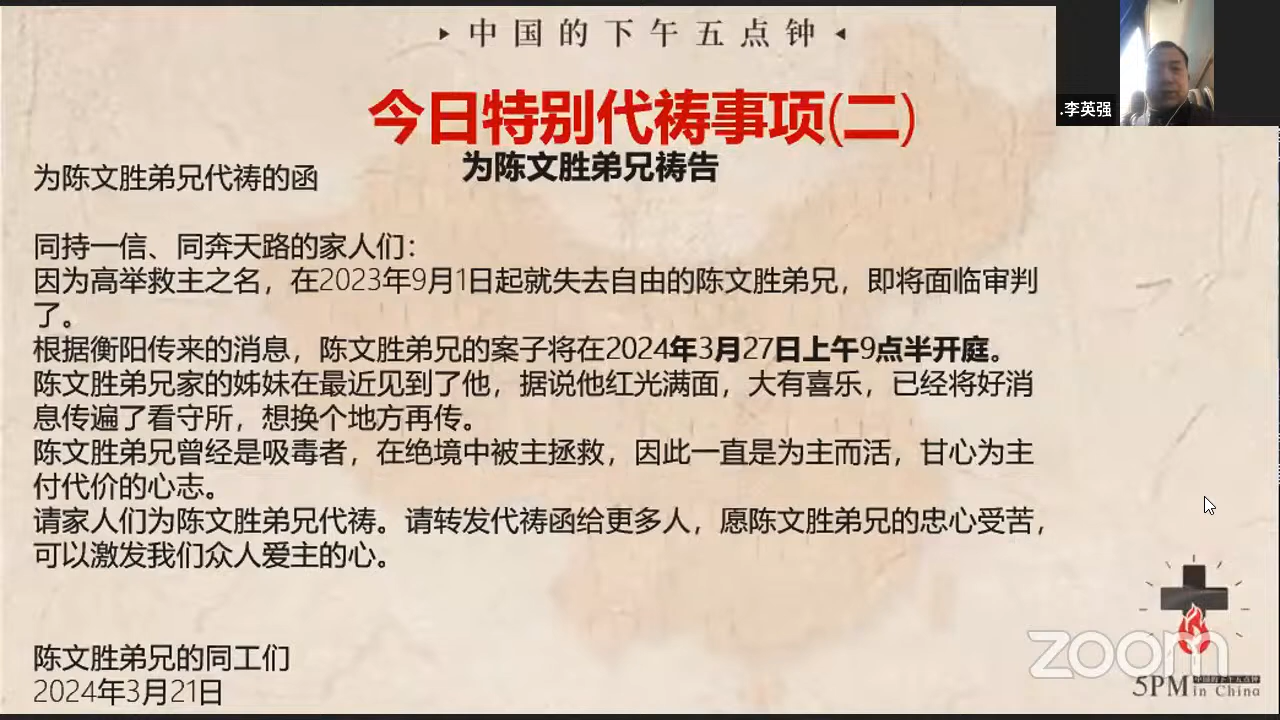 ▸ 中国的下午五点钟 ◂
.李英强
今日特别代祷事项(二)
为陈文胜弟兄祷告
为陈文胜弟兄代祷的函
同持一信、同奔天路的家人们：
因为高举救主之名，在2023年9月1日起就失去自由的陈文胜弟兄，即将面临审判
了。
根据衡阳传来的消息，陈文胜弟兄的案子将在2024年3月27日上午9点半开庭。
陈文胜弟兄家的姊妹在最近见到了他，据说他红光满面，大有喜乐，已经将好消
息传遍了看守所，想换个地方再传。
陈文胜弟兄曾经是吸毒者，在绝境中被主拯救，因此一直是为主而活，甘心为主
付代价的心志。
请家人们为陈文胜弟兄代祷。请转发代祷函给更多人，愿陈文胜弟兄的忠心受苦，
可以激发我们众人爱主的心。
陈文胜弟兄的同工们
2024年3月21日
zoom
5PM 中国的下午五点钟
in China